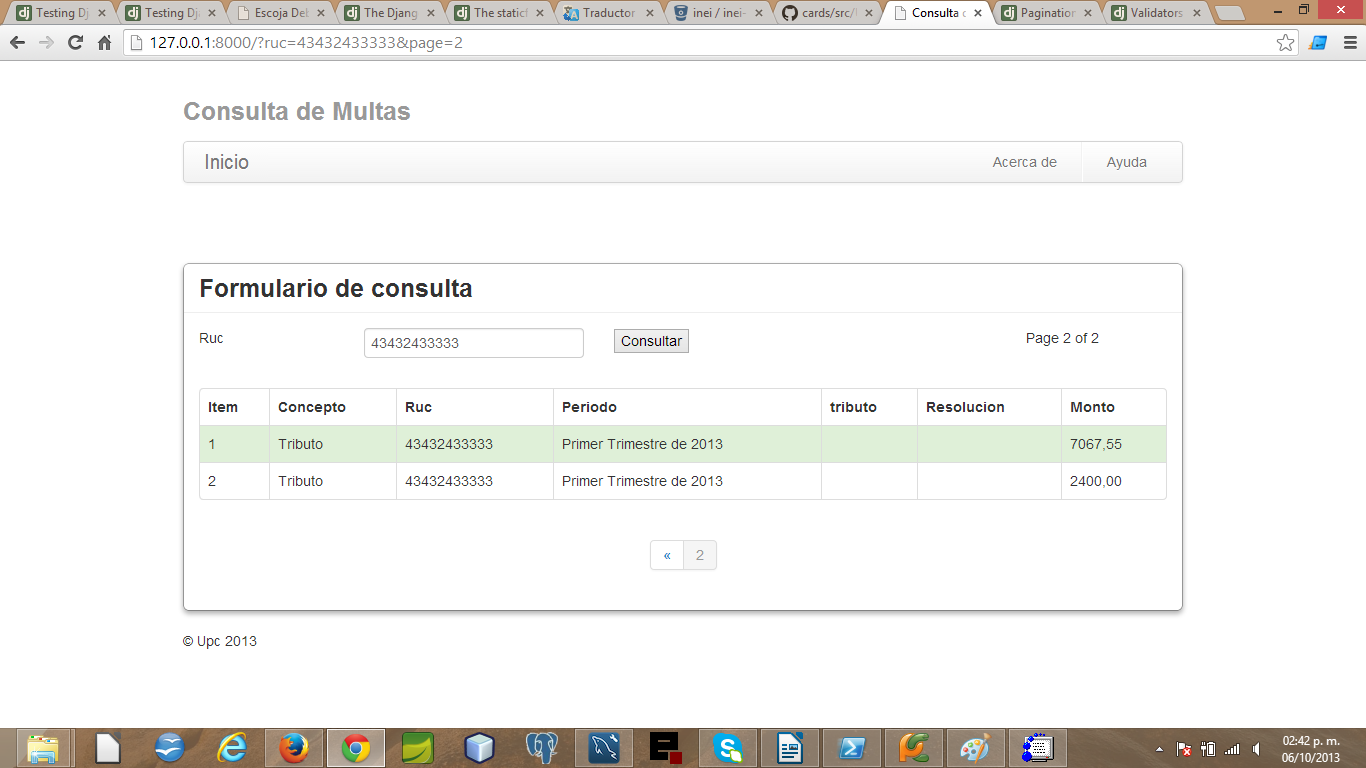 Testing Dj
Testing Dj
Escoja Del
The Djang
The staticf
Traductor
inei / inei-
cards/src/
Consulta
Pagination
Validators
127.0.0.1:8000/?ruc=43432433333&page=2
Consulta de Multas
Inicio
Acerca de
Ayuda
Formulario de consulta
Ruc
43432433333
Consultar
Page 2 of 2
Item Concepto Ruc Periodo tributo Resolucion Monto
1 Tributo 43432433333 Primer Trimestre de 2013 7067,55
2 Tributo 43432433333 Primer Trimestre de 2013 2400,00
« 2
© Upc 2013
02:42 p. m.
06/10/2013